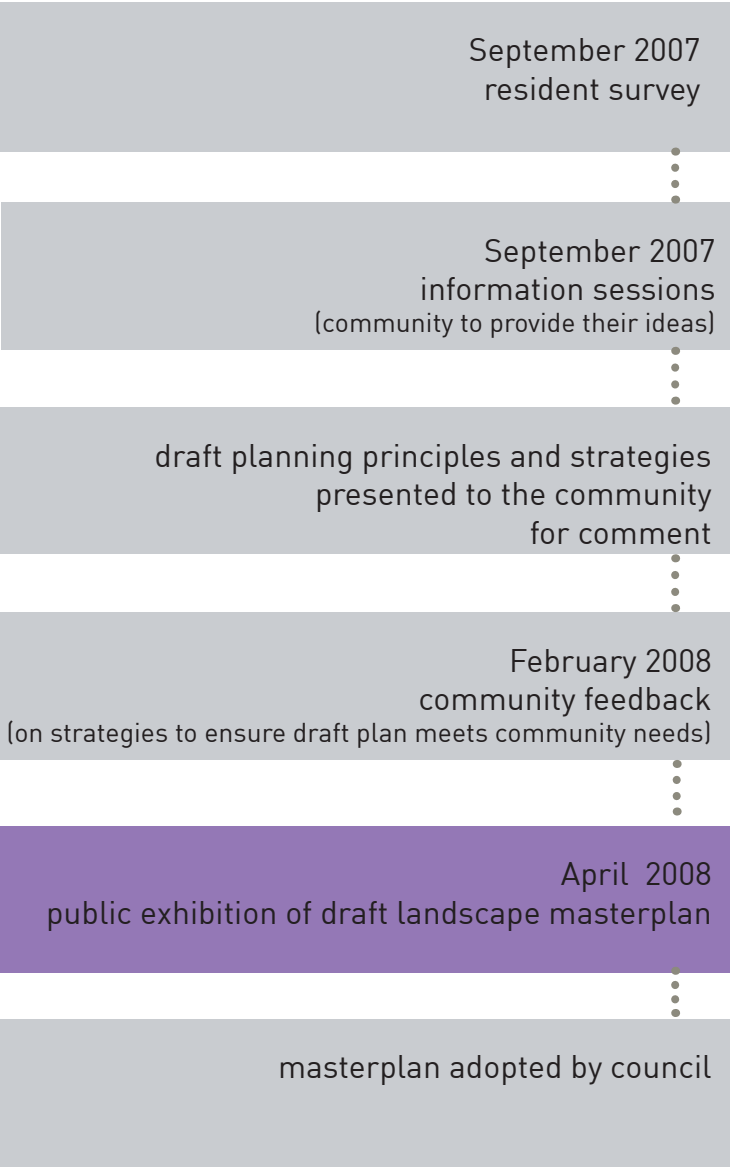 September 2007
resident survey
September 2007
information sessions
(community to provide their ideas)
draft planning principles and strategies
presented to the community
for comment
February 2008
community feedback
(on strategies to ensure draft plan meets community needs)
April  2008
public exhibition of draft landscape masterplan
masterplan adopted by council